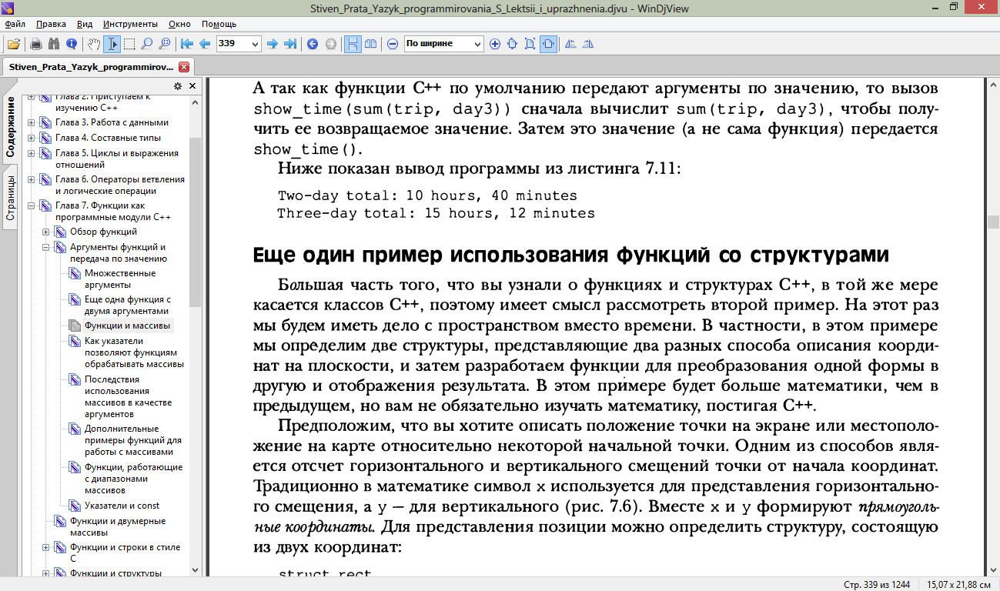 Stiven_Prata_Yazyk_programmirovania_S_Lektsii_i_uprazhnenia.djvu - WinDjView
Файл Правка Вид Инструменты Окно Помощь
339 По ширине
Stiven_Prata_Yazyk_programmirov...
Содержание
Страницы
Глава 2. Приступаем к
изучению C++
Глава 3. Работа с данными
Глава 4. Составные типы
Глава 5. Циклы и выражения
отношений
Глава 6. Операторы ветвления
и логические операции
Глава 7. Функции как
программные модули C++
Обзор функций
Аргументы функций и
передача по значению
Множественные
аргументы
Еще одна функция с
двумя аргументами
Функции и массивы
Как указатели
позволяют функциям
обрабатывать массивы
Последствия
использования
массивов в качестве
аргументов
Дополнительные
примеры функций для
работы с массивами
Функции, работающие
с диапазонами
массивов
Указатели и const
Функции и двумерные
массивы
Функции и строки в стиле
C
Функции и структуры
А так как функции C++ по умолчанию передают аргументы по значению, то вызов
show_time(sum(trip, day3)) сначала вычислит sum(trip, day3), чтобы полу-
чить ее возвращаемое значение. Затем это значение (а не сама функция) передается
show_time().
Ниже показан вывод программы из листинга 7.11:
Two-day total: 10 hours, 40 minutes
Three-day total: 15 hours, 12 minutes
Еще один пример использования функций со структурами
Большая часть того, что вы узнали о функциях и структурах C++, в той же мере
касается классов C++, поэтому имеет смысл рассмотреть второй пример. На этот раз
мы будем иметь дело с пространством вместо времени. В частности, в этом примере
мы определим две структуры, представляющие два разных способа описания коорди-
нат на плоскости, и затем разработаем функции для преобразования одной формы в
другую и отображения результата. В этом примере будет больше математики, чем в
предыдущем, но вам не обязательно изучать математику, постигая C++.
Предположим, что вы хотите описать положение точки на экране или местополо-
жение на карте относительно некоторой начальной точки. Одним из способов явля-
ется отсчет горизонтального и вертикального смещений точки от начала координат.
Традиционно в математике символ x используется для представления горизонтально-
го смещения, а y — для вертикального (рис. 7.6). Вместе x и y формируют прямоуголь-
ные координаты. Для представления позиции можно определить структуру, состоящую
из двух координат:
struct rect
Стр. 339 из 1244 15,07 x 21,88 см